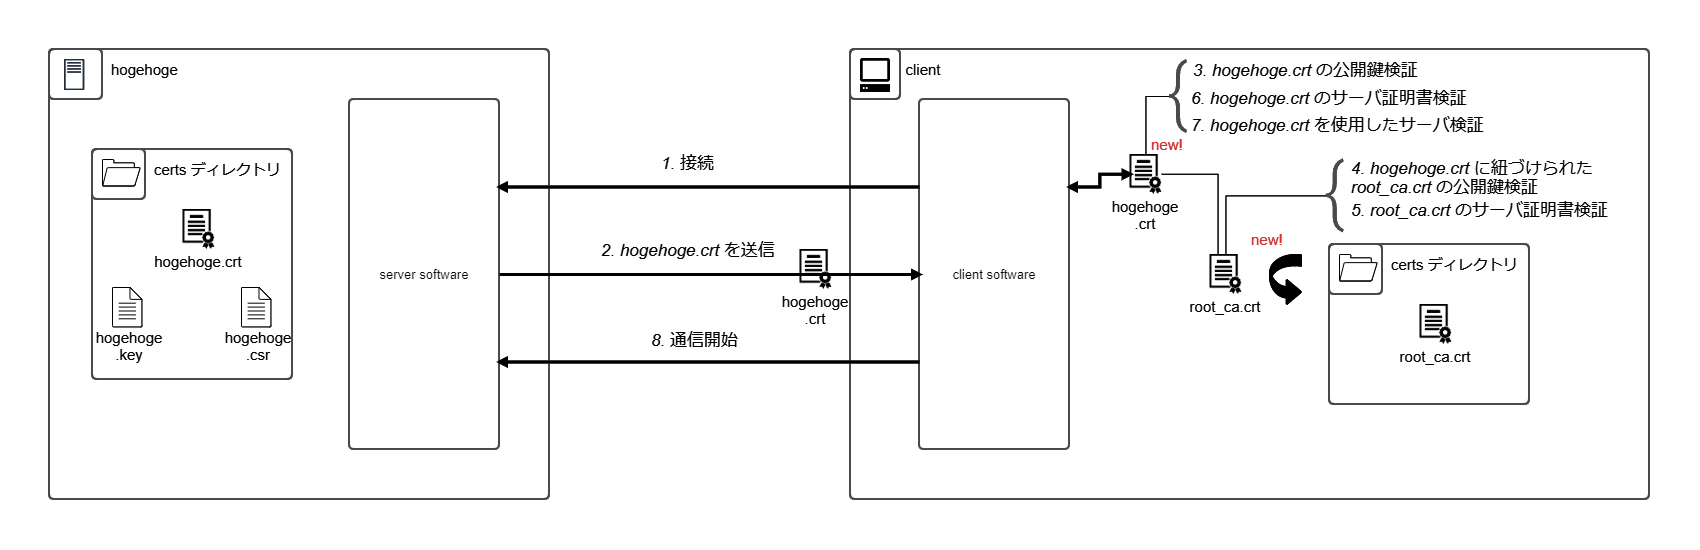 hogehoge
certs ディレクトリ
hogehoge.crt
hogehoge
.key
hogehoge
.csr
server software
1. 接続
2. hogehoge.crt を送信
hogehoge
.crt
8. 通信開始
client
client software
3. hogehoge.crt の公開鍵検証
6. hogehoge.crt のサーバ証明書検証
7. hogehoge.crt を使用したサーバ検証
new!
hogehoge
.crt
4. hogehoge.crt に紐づけられた
root_ca.crt の公開鍵検証
5. root_ca.crt のサーバ証明書検証
new!
root_ca.crt
certs ディレクトリ
root_ca.crt